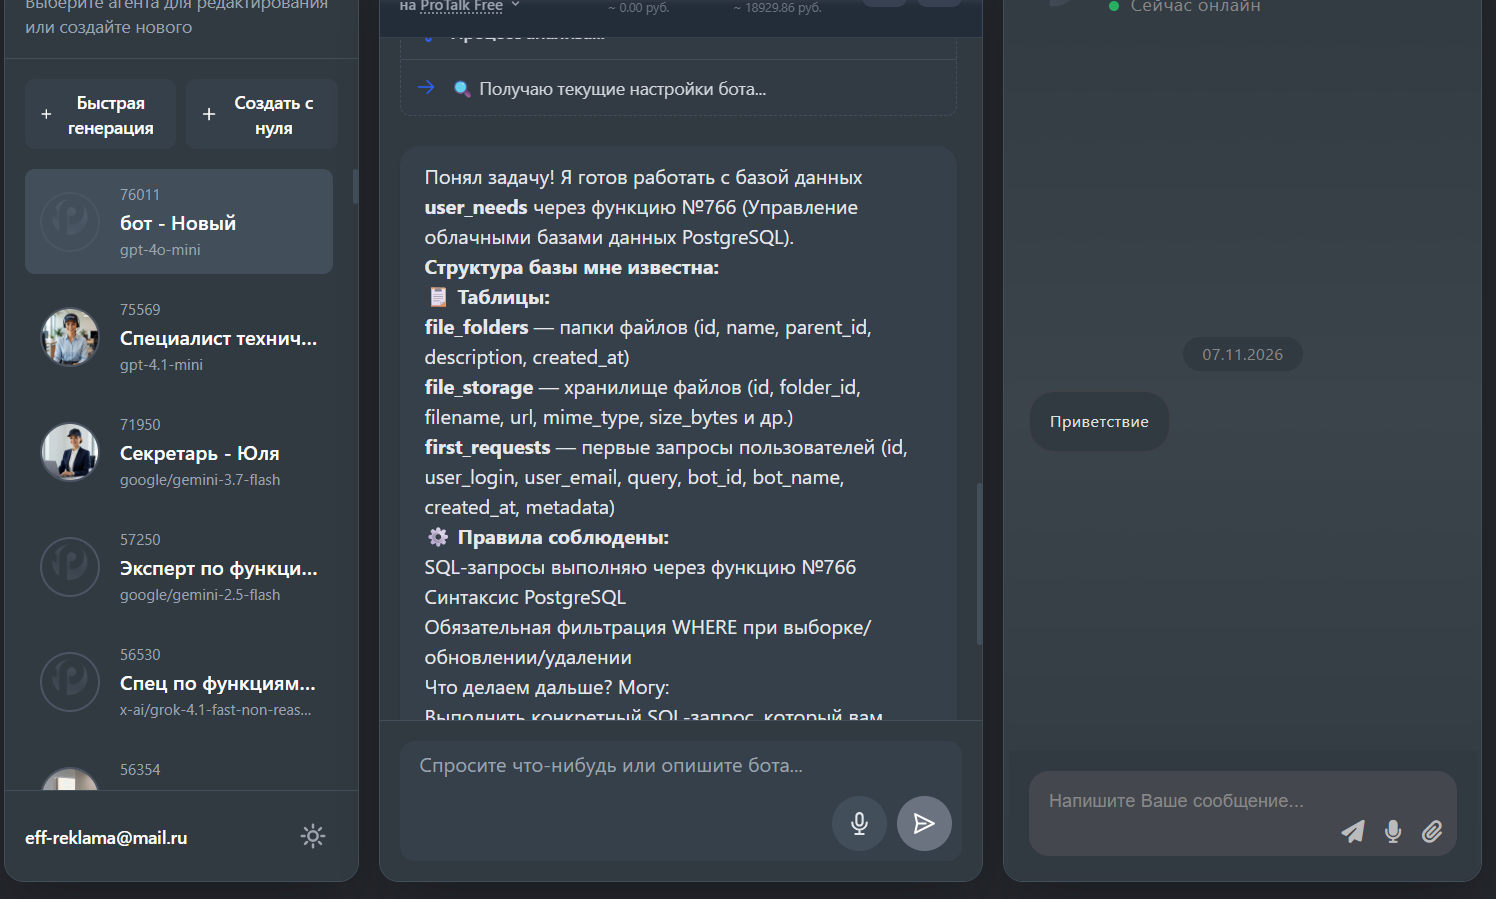 Выберите агента для редактирования
или создайте нового
+ Быстрая
генерация
+ Создать с
нуля
76011
бот - Новый
gpt-4o-mini
75569
Специалист технич...
gpt-4.1-mini
71950
Секретарь - Юля
google/gemini-3.7-flash
57250
Эксперт по функци...
google/gemini-2.5-flash
56530
Спец по функциям...
x-ai/grok-4.1-fast-non-reas...
56354
eff-reklama@mail.ru
на ProTalk Free
~ 0.00 руб.
~ 18929.86 руб.
Процесс анализа...
Получаю текущие настройки бота...
Понял задачу! Я готов работать с базой данных
user_needs через функцию №766 (Управление
облачными базами данных PostgreSQL).
Структура базы мне известна:
Таблицы:
file_folders — папки файлов (id, name, parent_id,
description, created_at)
file_storage — хранилище файлов (id, folder_id,
filename, url, mime_type, size_bytes и др.)
first_requests — первые запросы пользователей (id,
user_login, user_email, query, bot_id, bot_name,
created_at, metadata)
Правила соблюдены:
SQL-запросы выполняю через функцию №766
Синтаксис PostgreSQL
Обязательная фильтрация WHERE при выборке/
обновлении/удалении
Что делаем дальше? Могу:
Выполнить конкретный SQL-запрос, который вам
Спросите что-нибудь или опишите бота...
Сейчас онлайн
07.11.2026
Приветствие
Напишите Ваше сообщение...